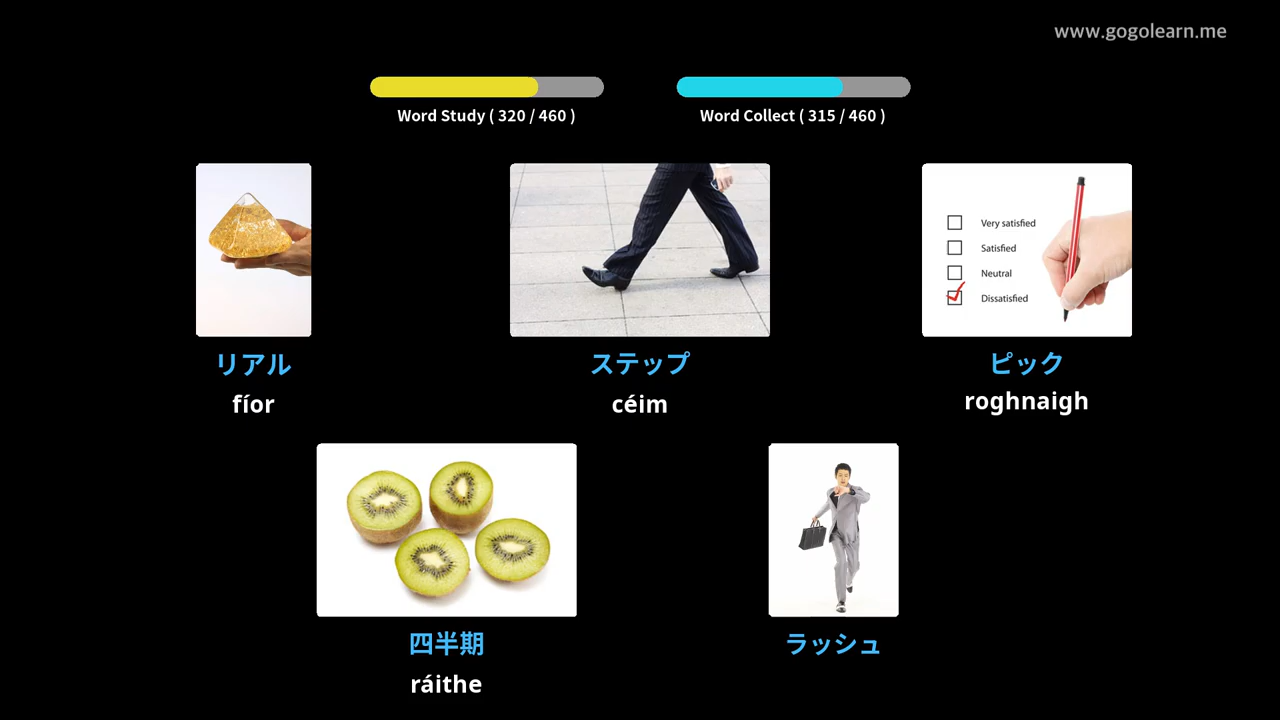 www.gogolearn.me
Word Study ( 320 / 460 )
Word Collect ( 315 / 460 )
Very satisfied
Satisfied
Neutral
Dissatisfied
リアル
fíor
ステップ
céim
ピック
roghnaigh
四半期
ráithe
ラッシュ